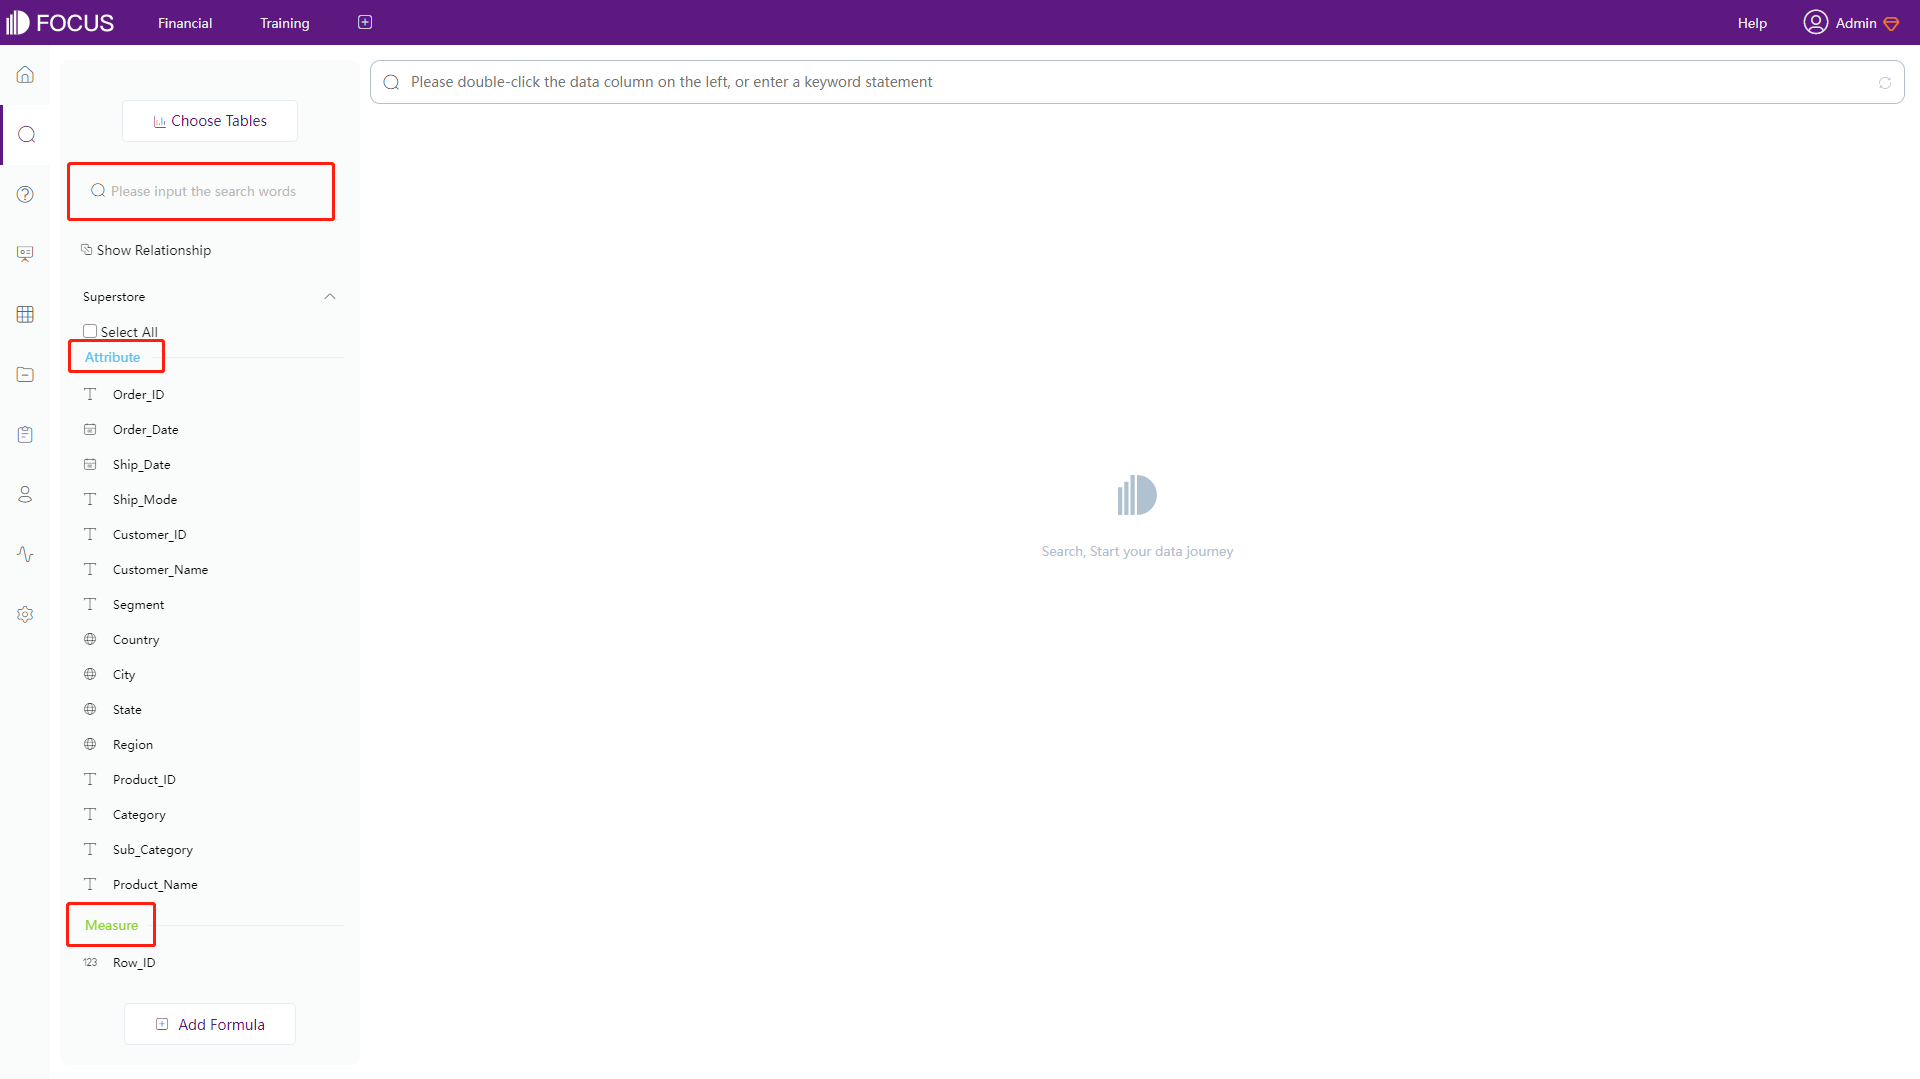 FOCUS
Financial
Training
Help
Admin
Please double-click the data column on the left, or enter a keyword statement
Choose Tables
Please input the search words
Show Relationship
Superstore
Select All
Attribute
Order_ID
Order_Date
Ship_Date
Ship_Mode
Customer_ID
Customer_Name
Segment
Country
City
State
Region
Product_ID
Category
Sub_Category
Product_Name
Measure
123 Row_ID
Add Formula
Search, Start your data journey